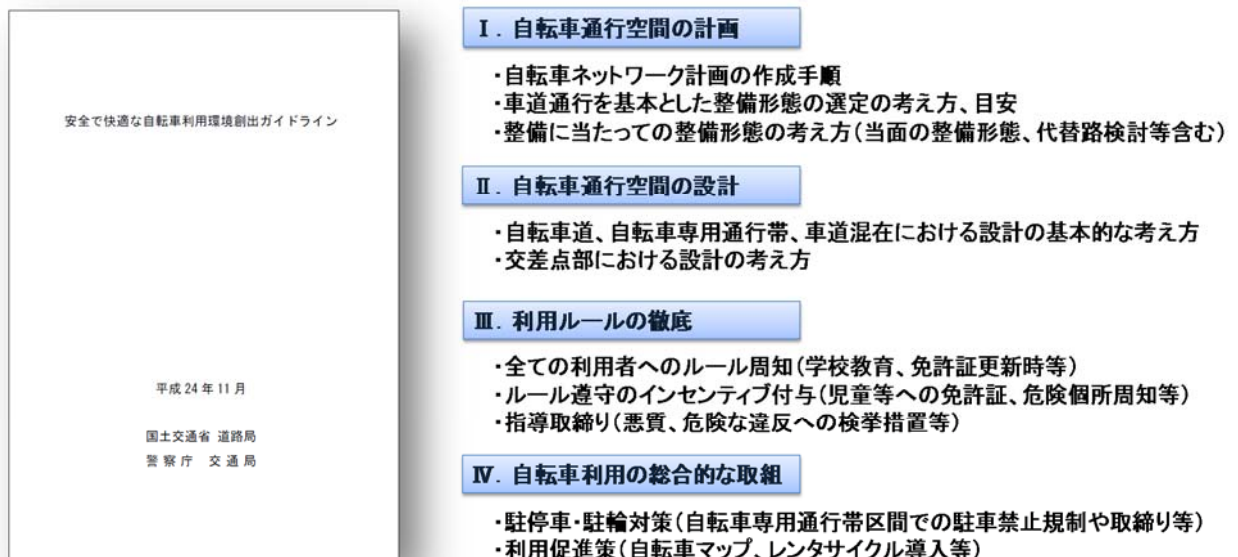 安全で快適な自転車利用環境創出ガイドライン
平成24年11月
国土交通省 道路局
警察庁 交通局
Ⅰ. 自転車通行空間の計画
・自転車ネットワーク計画の作成手順
・車道通行を基本とした整備形態の選定の考え方、目安
・整備に当たっての整備形態の考え方(当面の整備形態、代替路検討等含む)
Ⅱ. 自転車通行空間の設計
・自転車道、自転車専用通行帯、車道混在における設計の基本的な考え方
・交差点部における設計の考え方
Ⅲ. 利用ルールの徹底
・全ての利用者へのルール周知(学校教育、免許証更新時等)
・ルール遵守のインセンティブ付与(児童等への免許証、危険個所周知等)
・指導取締り(悪質、危険な違反への検挙措置等)
Ⅳ. 自転車利用の総合的な取組
・駐停車・駐輪対策(自転車専用通行帯区間での駐車禁止規制や取締り等)
・利用促進策(自転車マップ、レンタサイクル導入等)